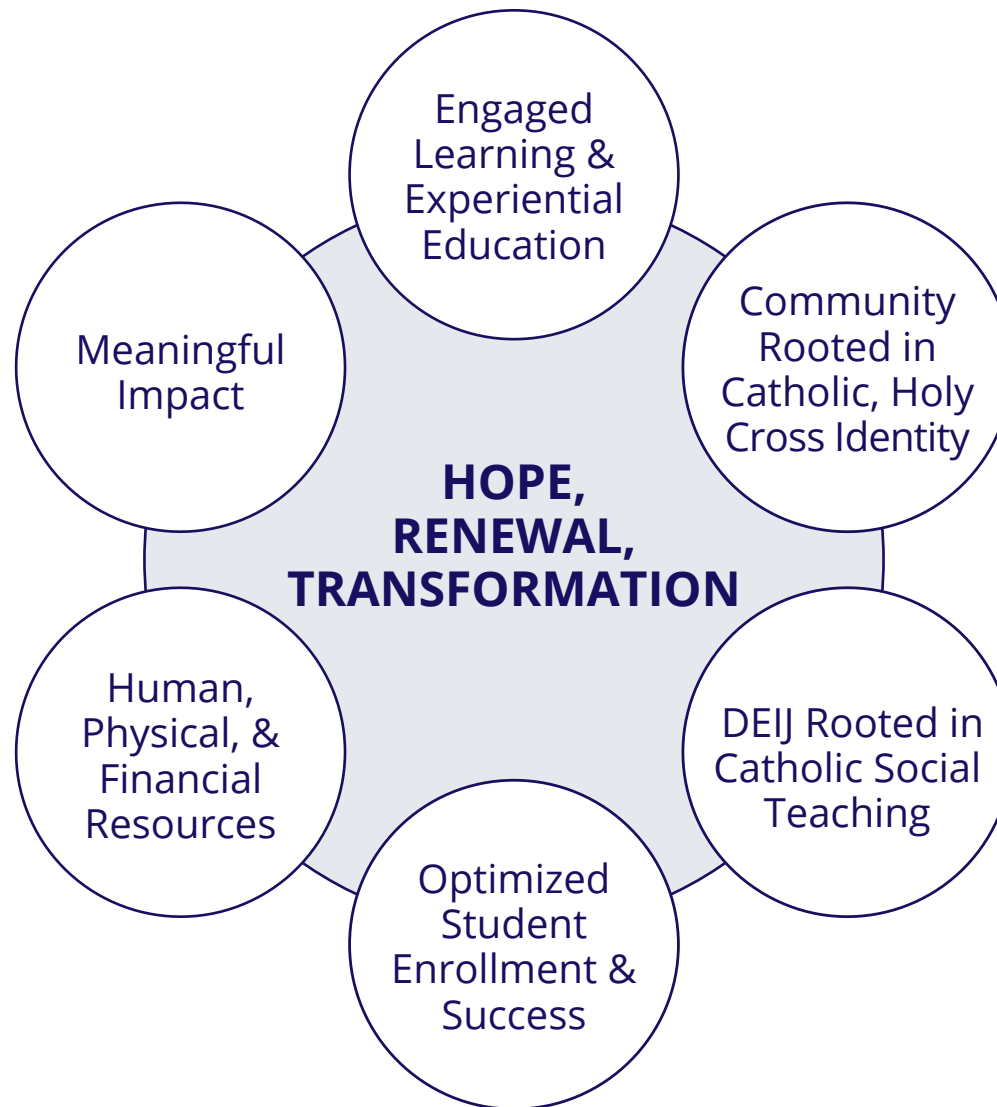 Engaged
Learning &
Experiential
Education
Community
Rooted in
Catholic, Holy
Cross Identity
DEIJ Rooted in
Catholic Social
Teaching
Optimized
Student
Enrollment &
Success
Human,
Physical, &
Financial
Resources
Meaningful
Impact
HOPE,
RENEWAL,
TRANSFORMATION